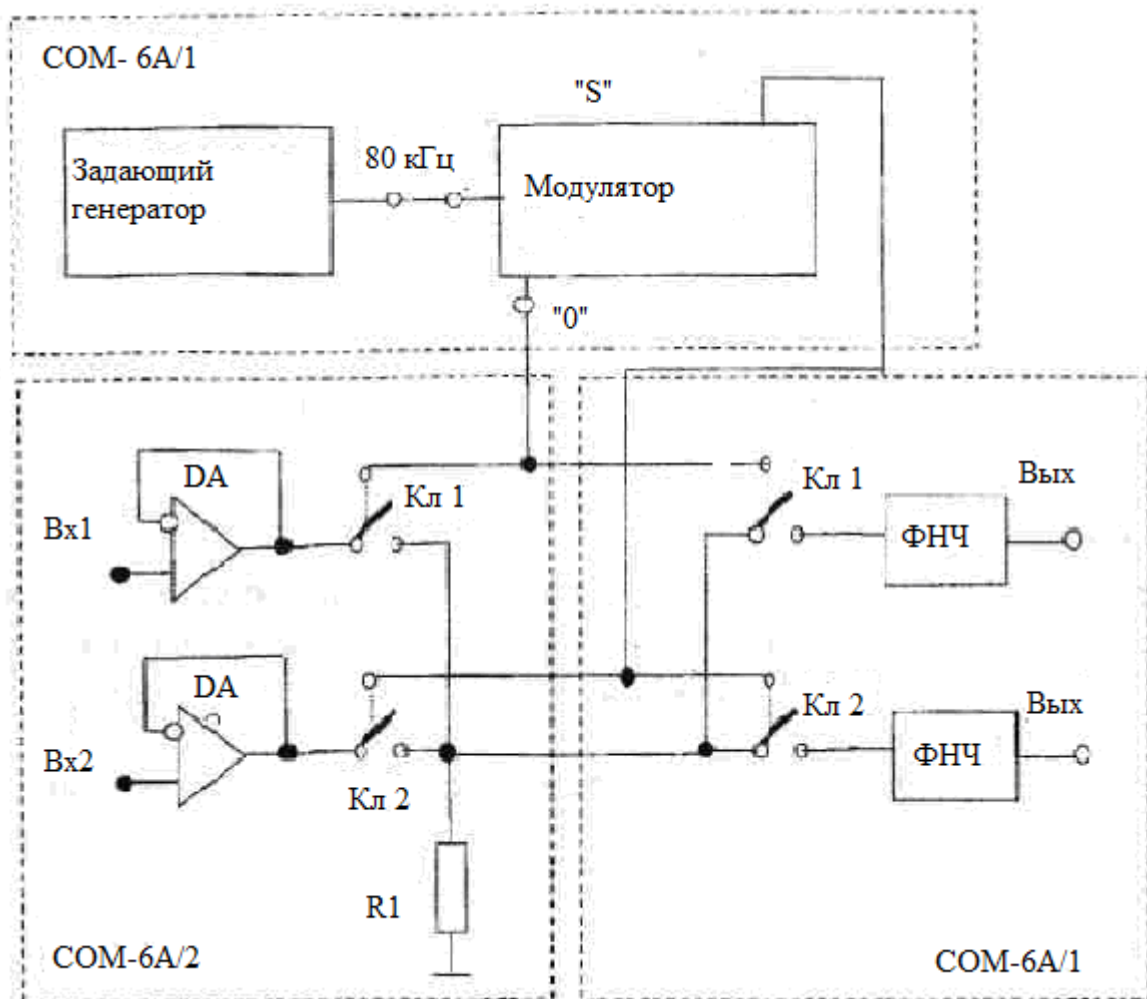 СОМ- 6А/1
"S"
Задающий
генератор
80 кГц
Модулятор
"0"
DA
Кл 1
Вх1
Кл 1
Вых
ФНЧ
DA
Вх2
Кл 2
Кл 2
Вых
ФНЧ
R1
СОМ-6А/2
СОМ-6А/1